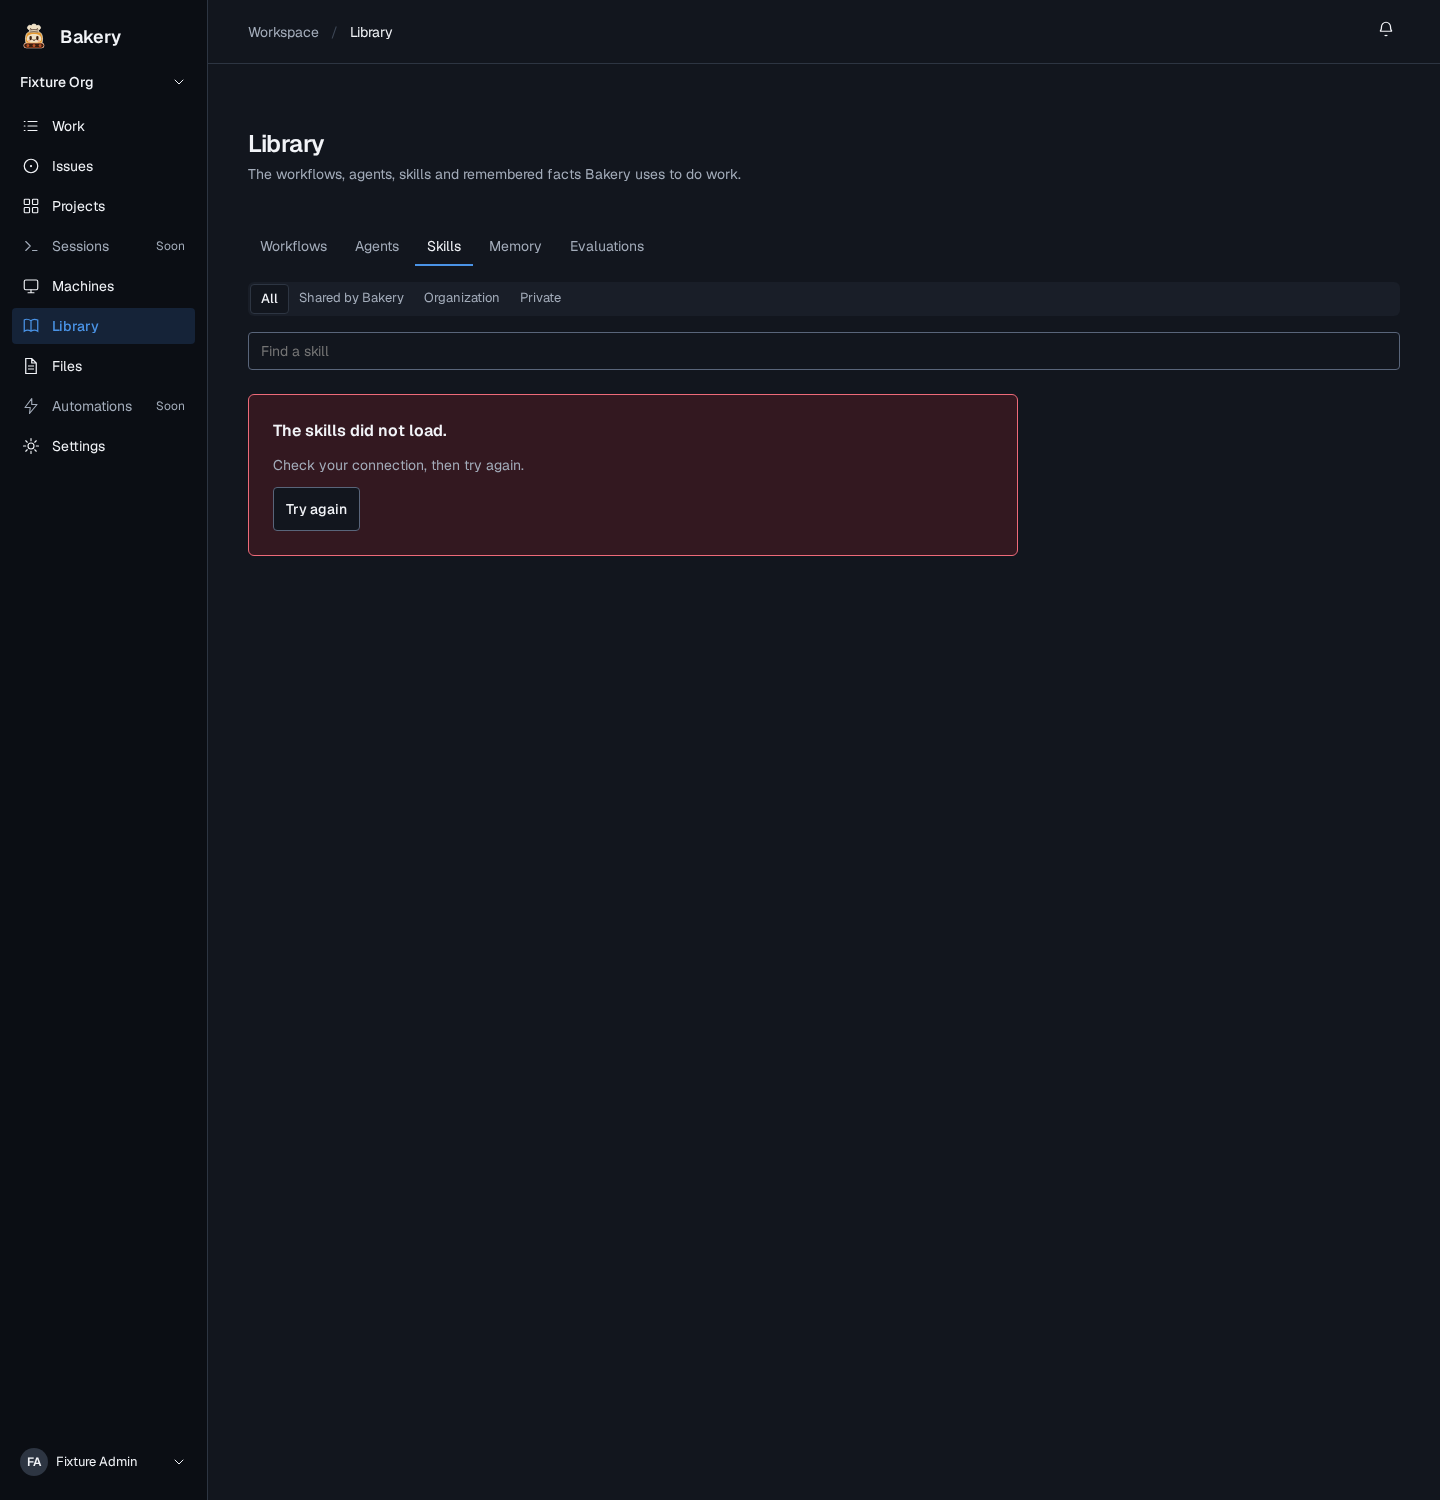 Bakery
Fixture Org
Work
Issues
Projects
Sessions Soon
Machines
Library
Files
Automations Soon
Settings
FA Fixture Admin
Workspace / Library
Library
The workflows, agents, skills and remembered facts Bakery uses to do work.
Workflows Agents Skills Memory Evaluations
All Shared by Bakery Organization Private
Find a skill
The skills did not load.
Check your connection, then try again.
Try again